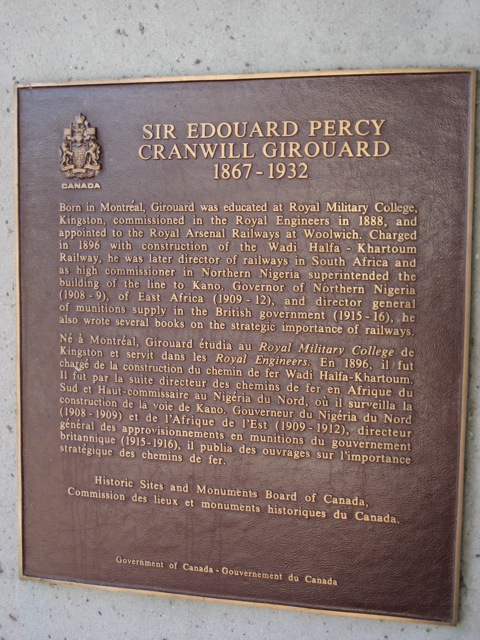 CANADA
SIR EDOUARD PERCY
CRANWILL GIROUARD
1867-1932
Born in Montréal, Girouard was educated at Royal Military College,
Kingston, commissioned in the Royal Engineers in 1888, and
appointed to the Royal Arsenal Railways at Woolwich. Charged
in 1896 with construction of the Wadi Halfa - Khartoum
Railway, he was later director of railways in South Africa and
as high commissioner in Northern Nigeria superintended the
building of the line to Kano. Governor of Northern Nigeria
(1908-9), of East Africa (1909-12), and director general
of munitions supply in the British government (1915-16), he
also wrote several books on the strategic importance of railways.
Né à Montréal, Girouard étudia au Royal Military College de
Kingston et servit dans les Royal Engineers. En 1896, il fut
chargé de la construction du chemin de fer Wadi Halfa-Khartoum.
Il fut par la suite directeur des chemins de fer en Afrique du
Sud et Haut-commissaire au Nigéria du Nord, où il surveilla la
construction de la voie de Kano. Gouverneur du Nigéria du Nord
(1908-1909) et de l'Afrique de l'Est (1909-1912), directeur
général des approvisionnements en munitions du gouvernement
britannique (1915-1916), il publia des ouvrages sur l'importance
stratégique des chemins de fer.
Historic Sites and Monuments Board of Canada,
Commission des lieux et monuments historiques du Canada.
Government of Canada - Gouvernement du Canada